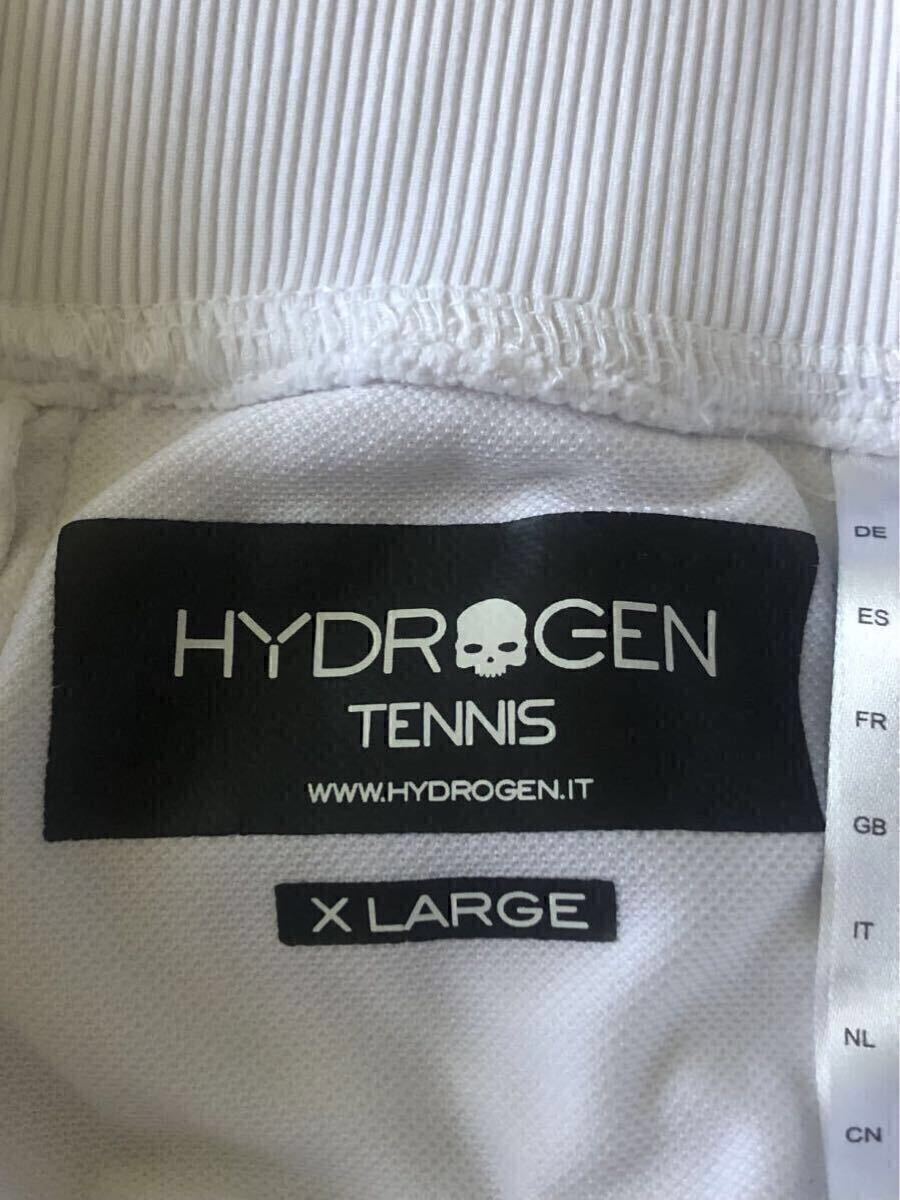 HYDROGEN
TENNIS
WWW.HYDROGEN.IT
X LARGE
DE
ES
FR
GB
IT
NL
CN